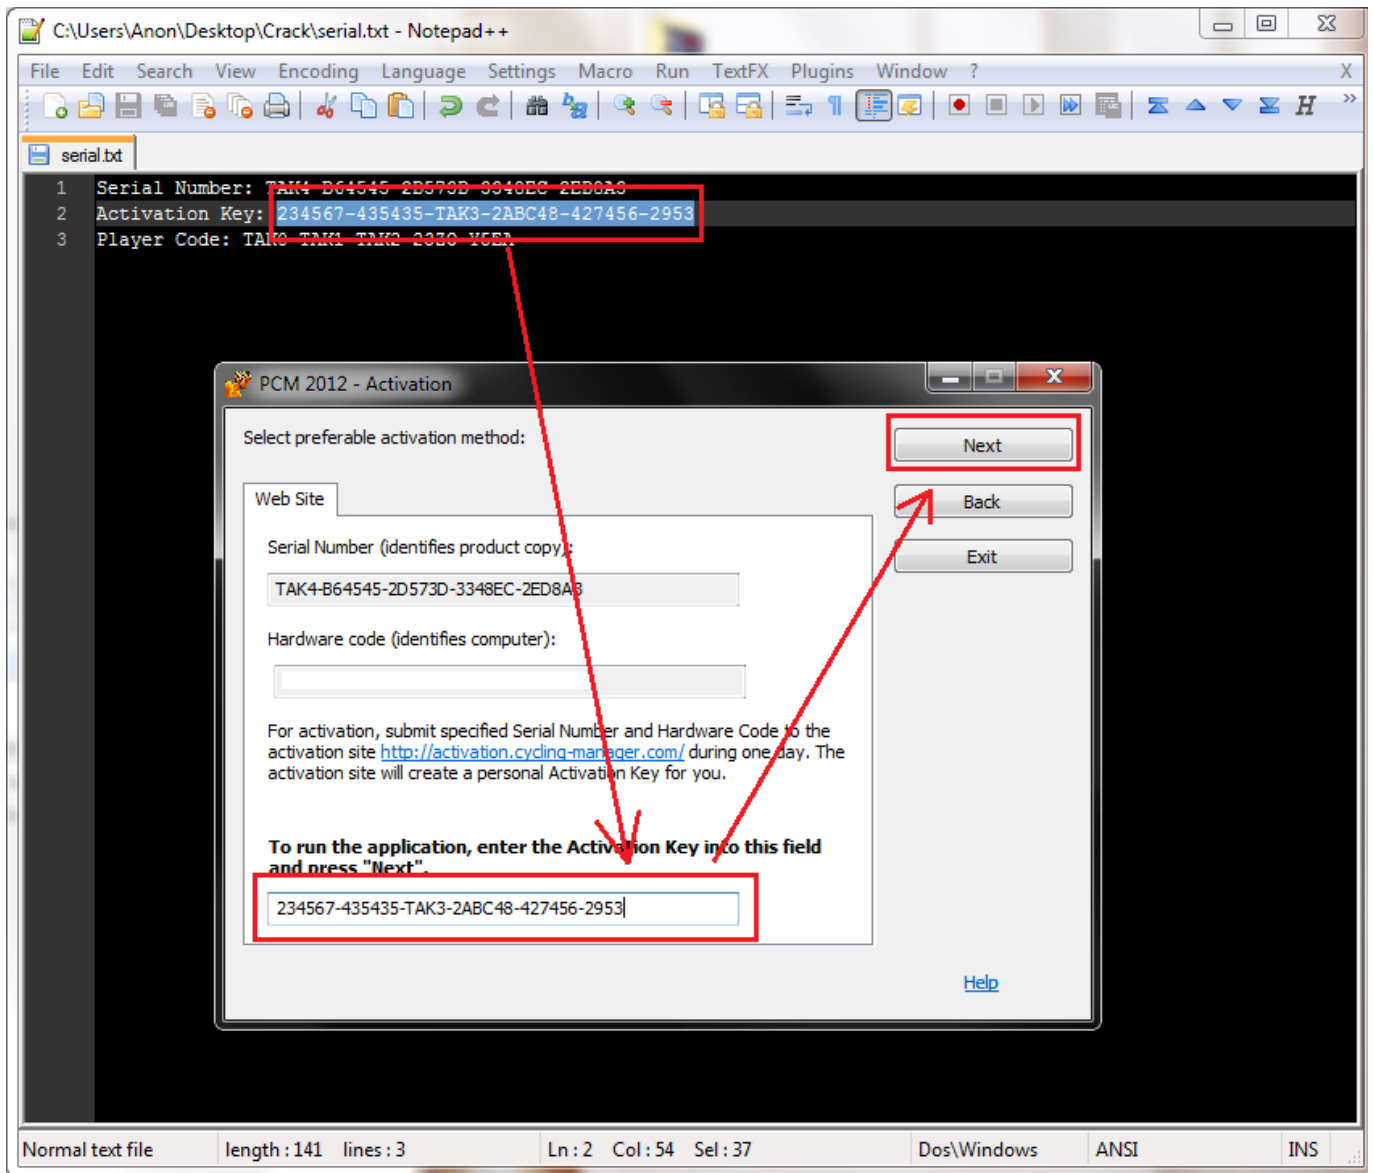 C:\Users\Anon\Desktop\Crack\serial.txt - Notepad++
File Edit Search View Encoding Language Settings Macro Run TextFX Plugins Window ? X
serial.txt
1 Serial Number: TAK4-B64545-2D573D-3348EC-2ED8A3
2 Activation Key: 234567-435435-TAK3-2ABC48-427456-2953
3 Player Code:
PCM 2012 - Activation
Select preferable activation method:
Next
Web Site
Back
Serial Number (identifies product copy):
Exit
TAK4-B64545-2D573D-3348EC-2ED8A3
Hardware code (identifies computer):
For activation, submit specified Serial Number and Hardware Code to the
activation site http://activation.cycling-manager.com/ during one day. The
activation site will create a personal Activation Key for you.
To run the application, enter the Activation Key into this field
and press "Next".
234567-435435-TAK3-2ABC48-427456-2953
Help
Normal text file length : 141 lines : 3 Ln : 2 Col : 54 Sel : 37 Dos\Windows ANSI INS